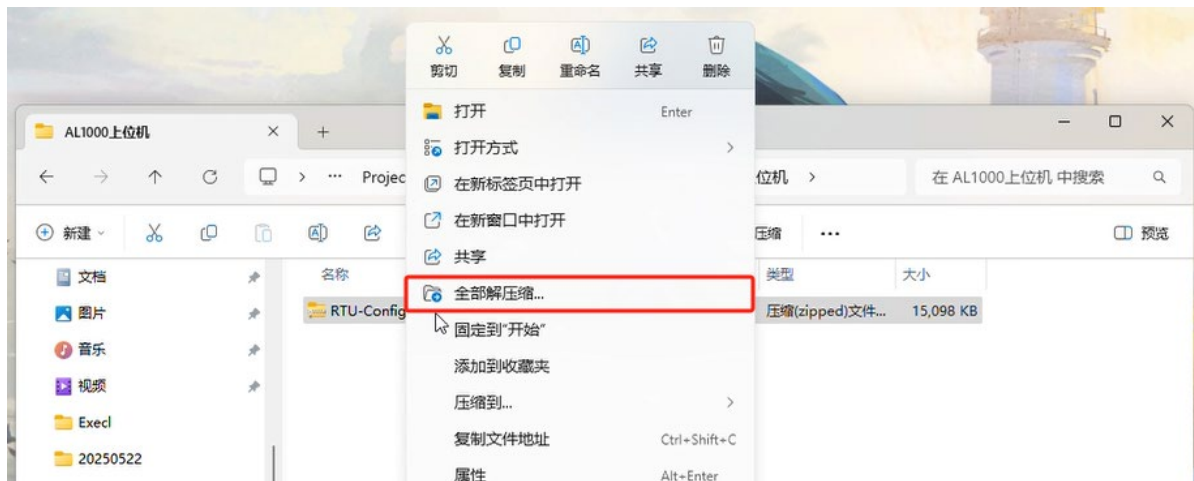 剪切 复制 重命名 共享 删除
打开 Enter
AL1000上位机
打开方式
Projec
在新标签页中打开
位机
在 AL1000上位机 中搜索
新建
在新窗口中打开
压缩
预览
共享
文档
名称
类型
大小
全部解压缩...
图片
RTU-Config
压缩(zipped)文件...
15,098 KB
固定到"开始"
音乐
添加到收藏夹
视频
压缩到...
Execl
复制文件地址 Ctrl+Shift+C
20250522
属性 Alt+Enter